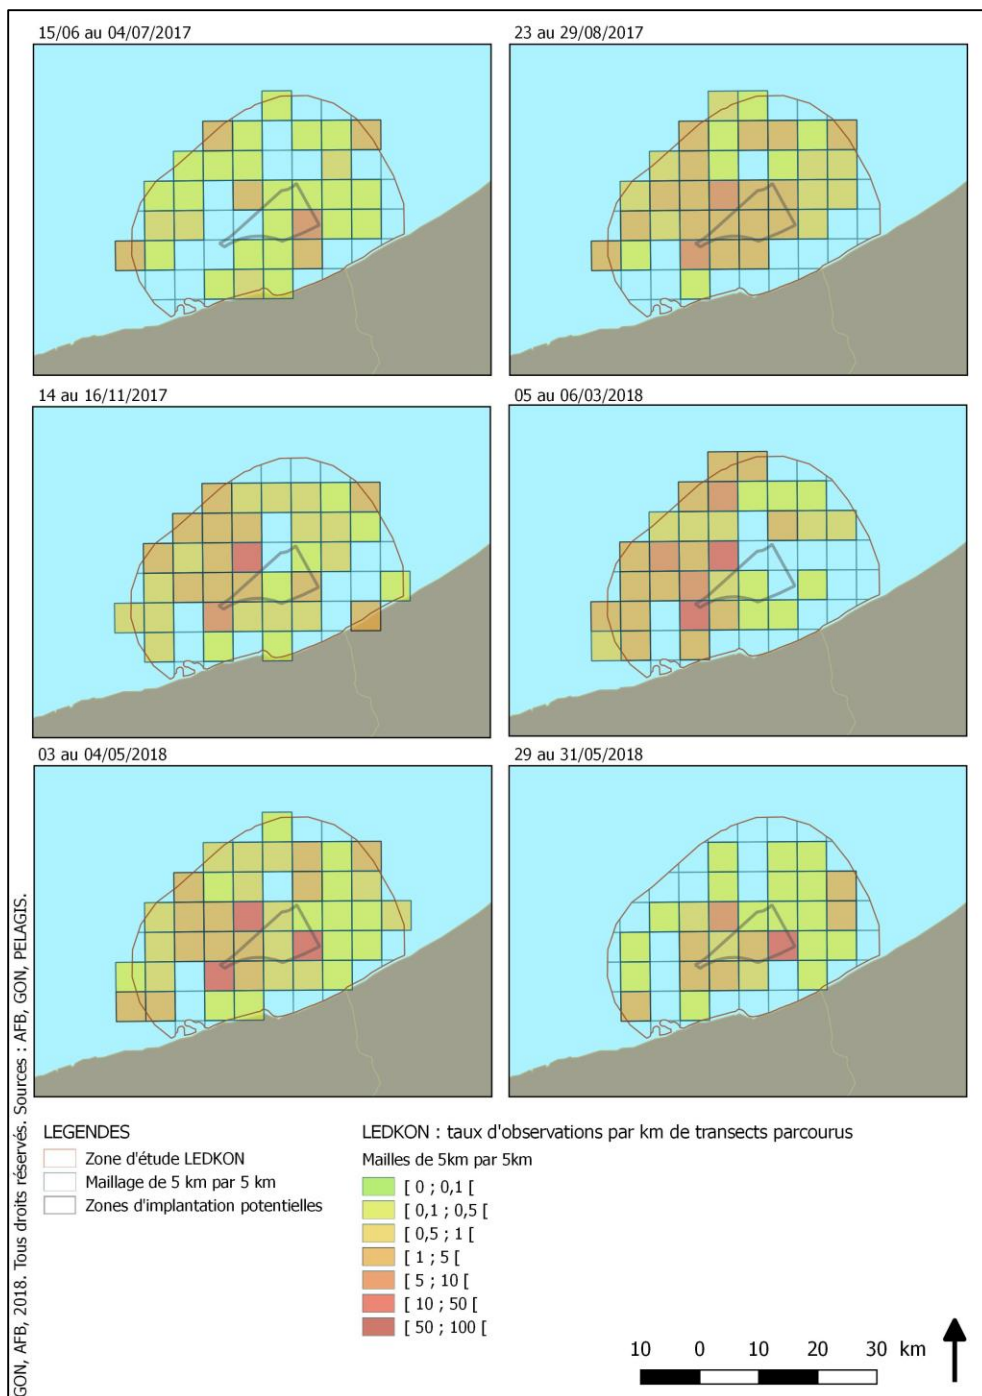 15/06 au 04/07/2017
23 au 29/08/2017
14 au 16/11/2017
05 au 06/03/2018
03 au 04/05/2018
29 au 31/05/2018
GON, AFB, 2018. Tous droits réservés. Sources : AFB, GON, PELAGIS.
LEGENDES
Zone d'étude LEDKON
Maillage de 5 km par 5 km
Zones d'implantation potentielles
LEDKON : taux d'observations par km de transects parcourus
Mailles de 5km par 5km
[ 0 ; 0,1 [
[ 0,1 ; 0,5 [
[ 0,5 ; 1 [
[ 1 ; 5 [
[ 5 ; 10 [
[ 10 ; 50 [
[ 50 ; 100 [
10 0 10 20 30 km